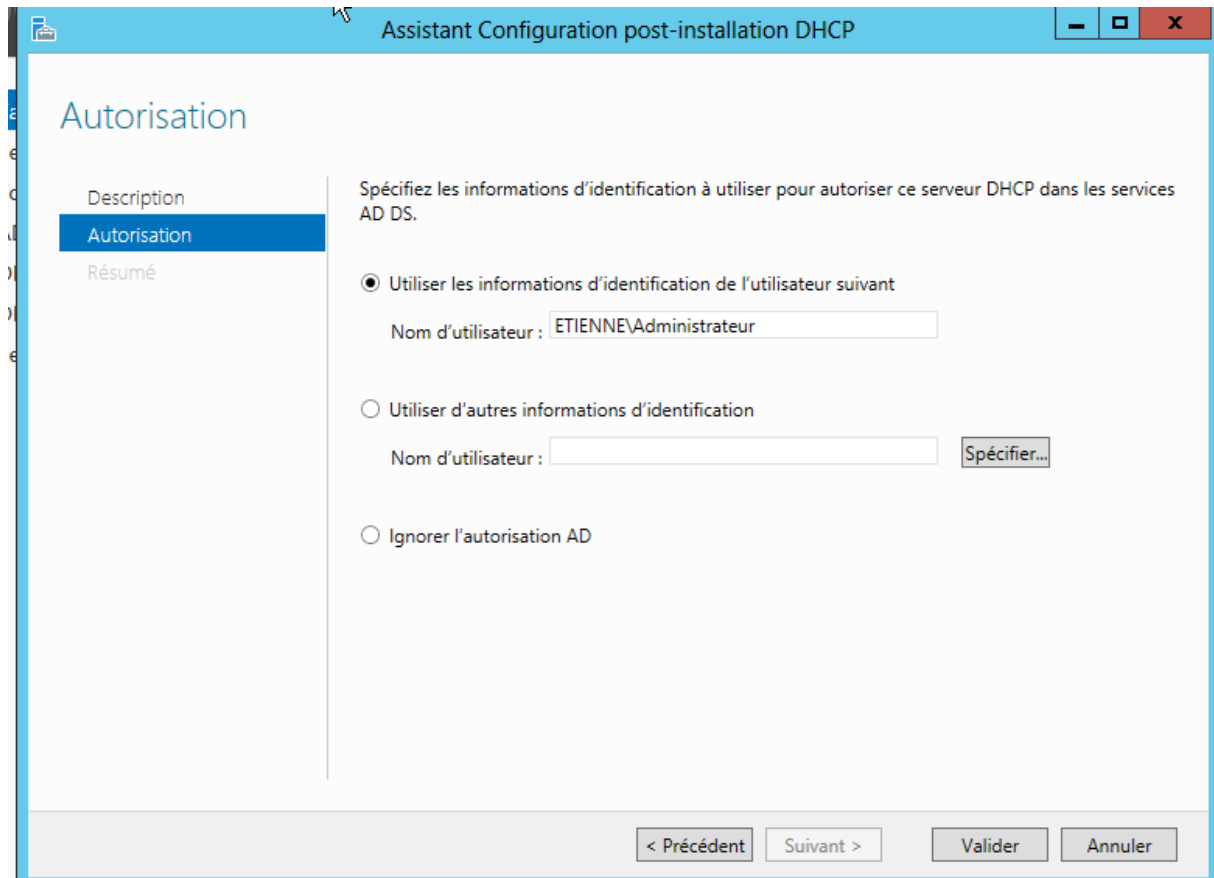 Assistant Configuration post-installation DHCP
Autorisation
Description
Autorisation
Résumé
Spécifiez les informations d'identification à utiliser pour autoriser ce serveur DHCP dans les services
AD DS.
Utiliser les informations d'identification de l'utilisateur suivant
Nom d'utilisateur : ETIENNE\Administrateur
Utiliser d'autres informations d'identification
Nom d'utilisateur :
Spécifier...
Ignorer l'autorisation AD
< Précédent
Suivant >
Valider
Annuler